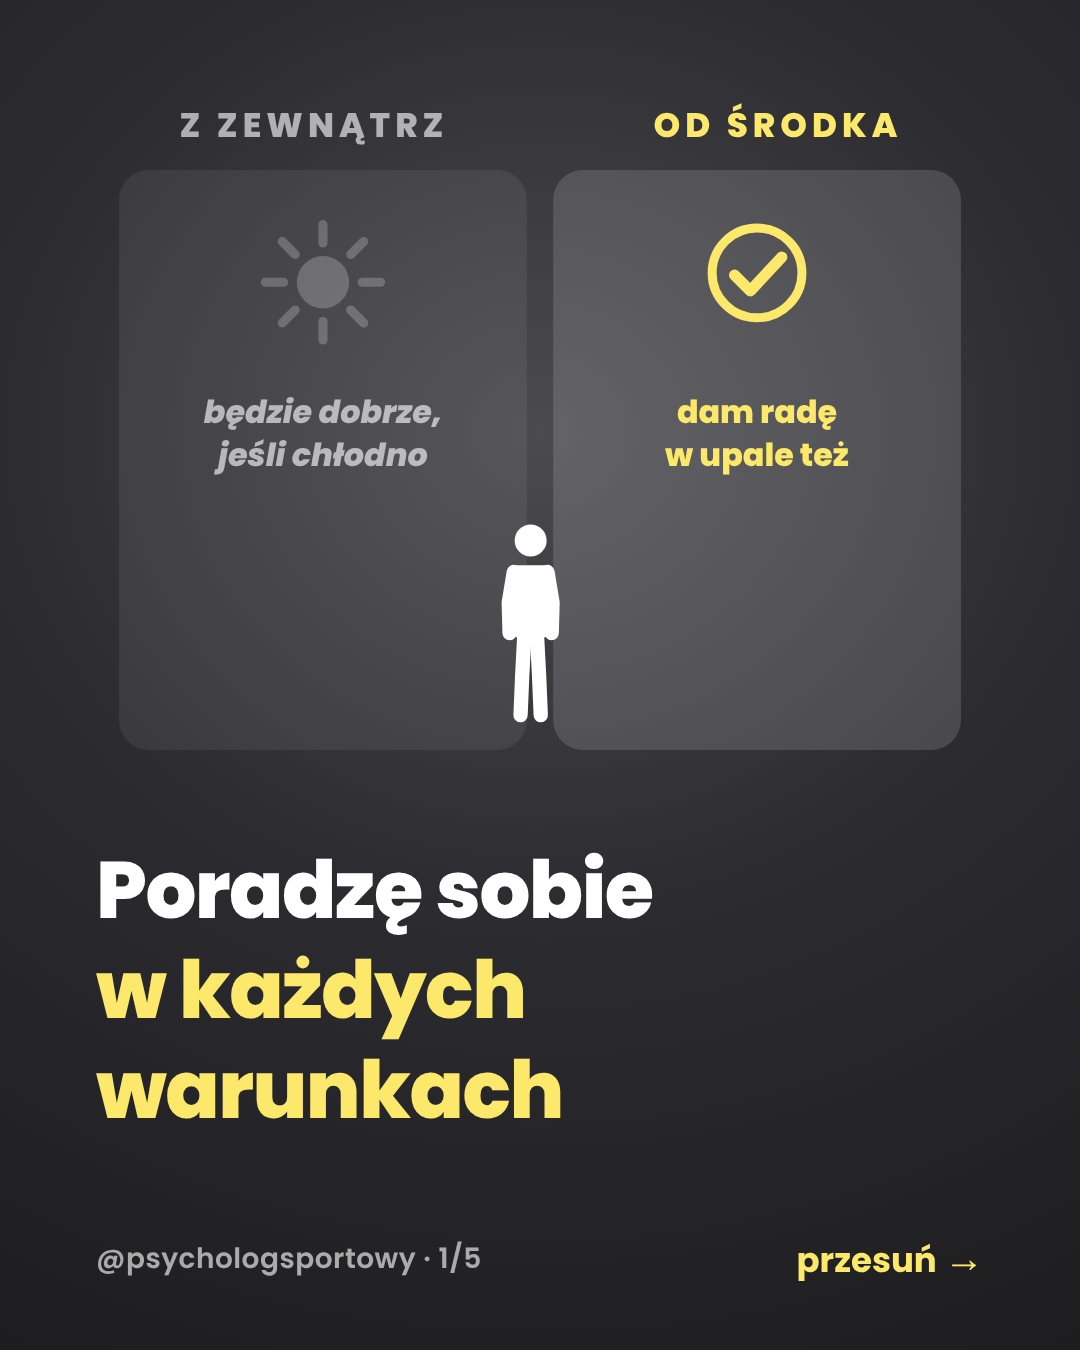 Z ZEWNĄTRZ
OD ŚRODKA
będzie dobrze,
jeśli chłodno
dam radę
w upale też
Poradzę sobie
w każdych
warunkach
@psychologsportowy · 1/5
przesuń →